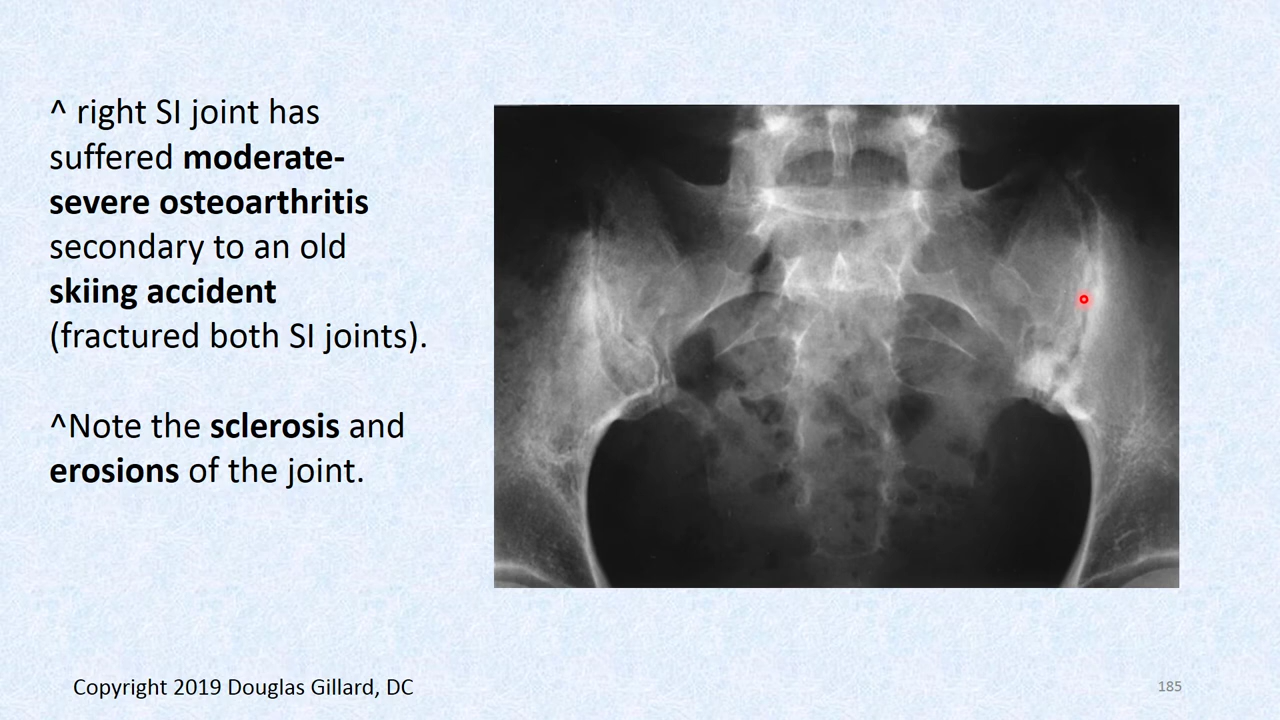 ^ right SI joint has
suffered moderate-
severe osteoarthritis
secondary to an old
skiing accident
(fractured both SI joints).
^Note the sclerosis and
erosions of the joint.
Copyright 2019 Douglas Gillard, DC
185